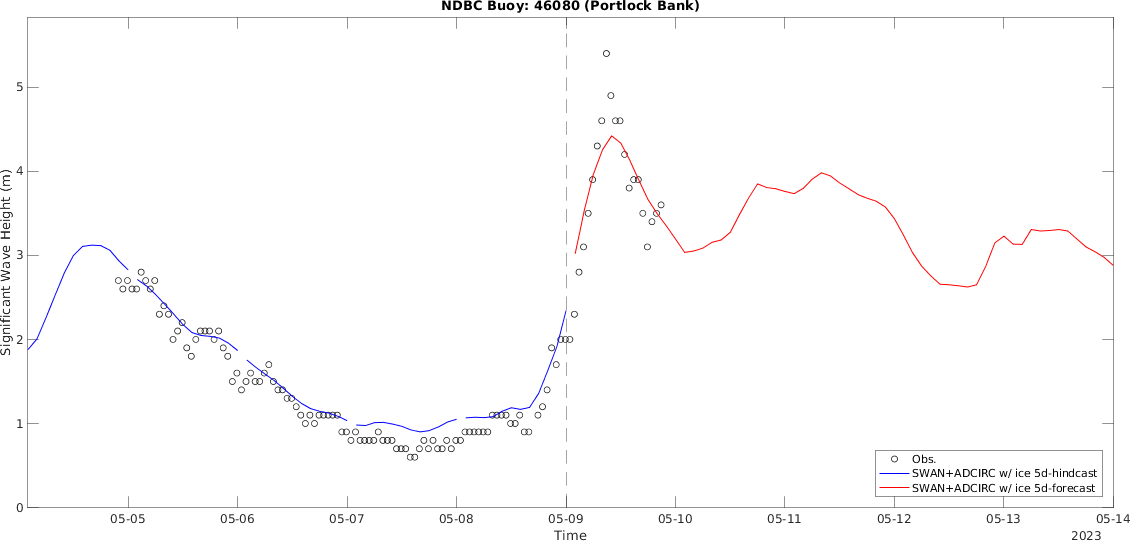 NDBC Buoy: 46080 (Portlock Bank)
Significant Wave Height (m)
5
4
3
2
1
0
05-05 05-06 05-07 05-08 05-09 05-10 05-11 05-12 05-13 05-14
Time
2023
Obs.
SWAN+ADCIRC w/ ice 5d-hindcast
SWAN+ADCIRC w/ ice 5d-forecast